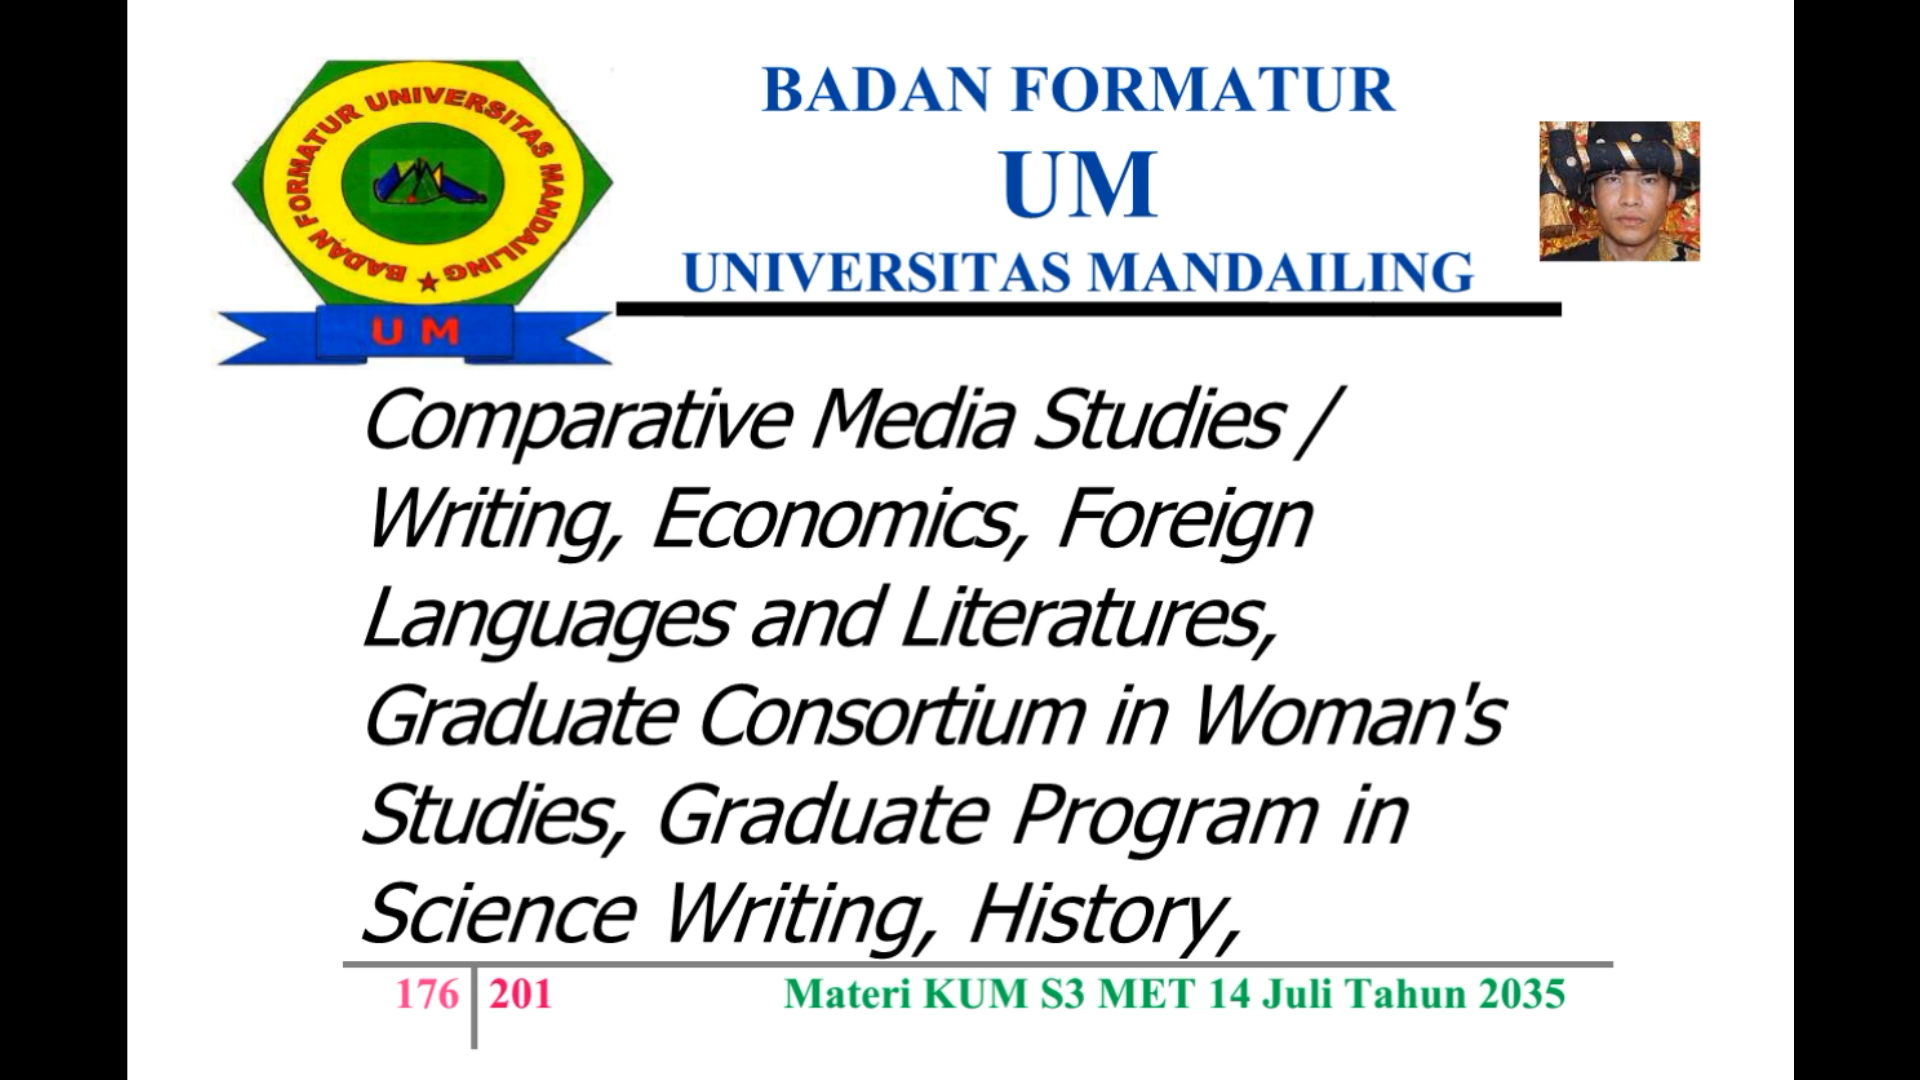 BADAN FORMATUR UNIVERSITAS MANDAILING
U M
BADAN FORMATUR
UM
UNIVERSITAS MANDAILING
Comparative Media Studies /
Writing, Economics, Foreign
Languages and Literatures,
Graduate Consortium in Woman's
Studies, Graduate Program in
Science Writing, History,
176 201
Materi KUM S3 MET 14 Juli Tahun 2035